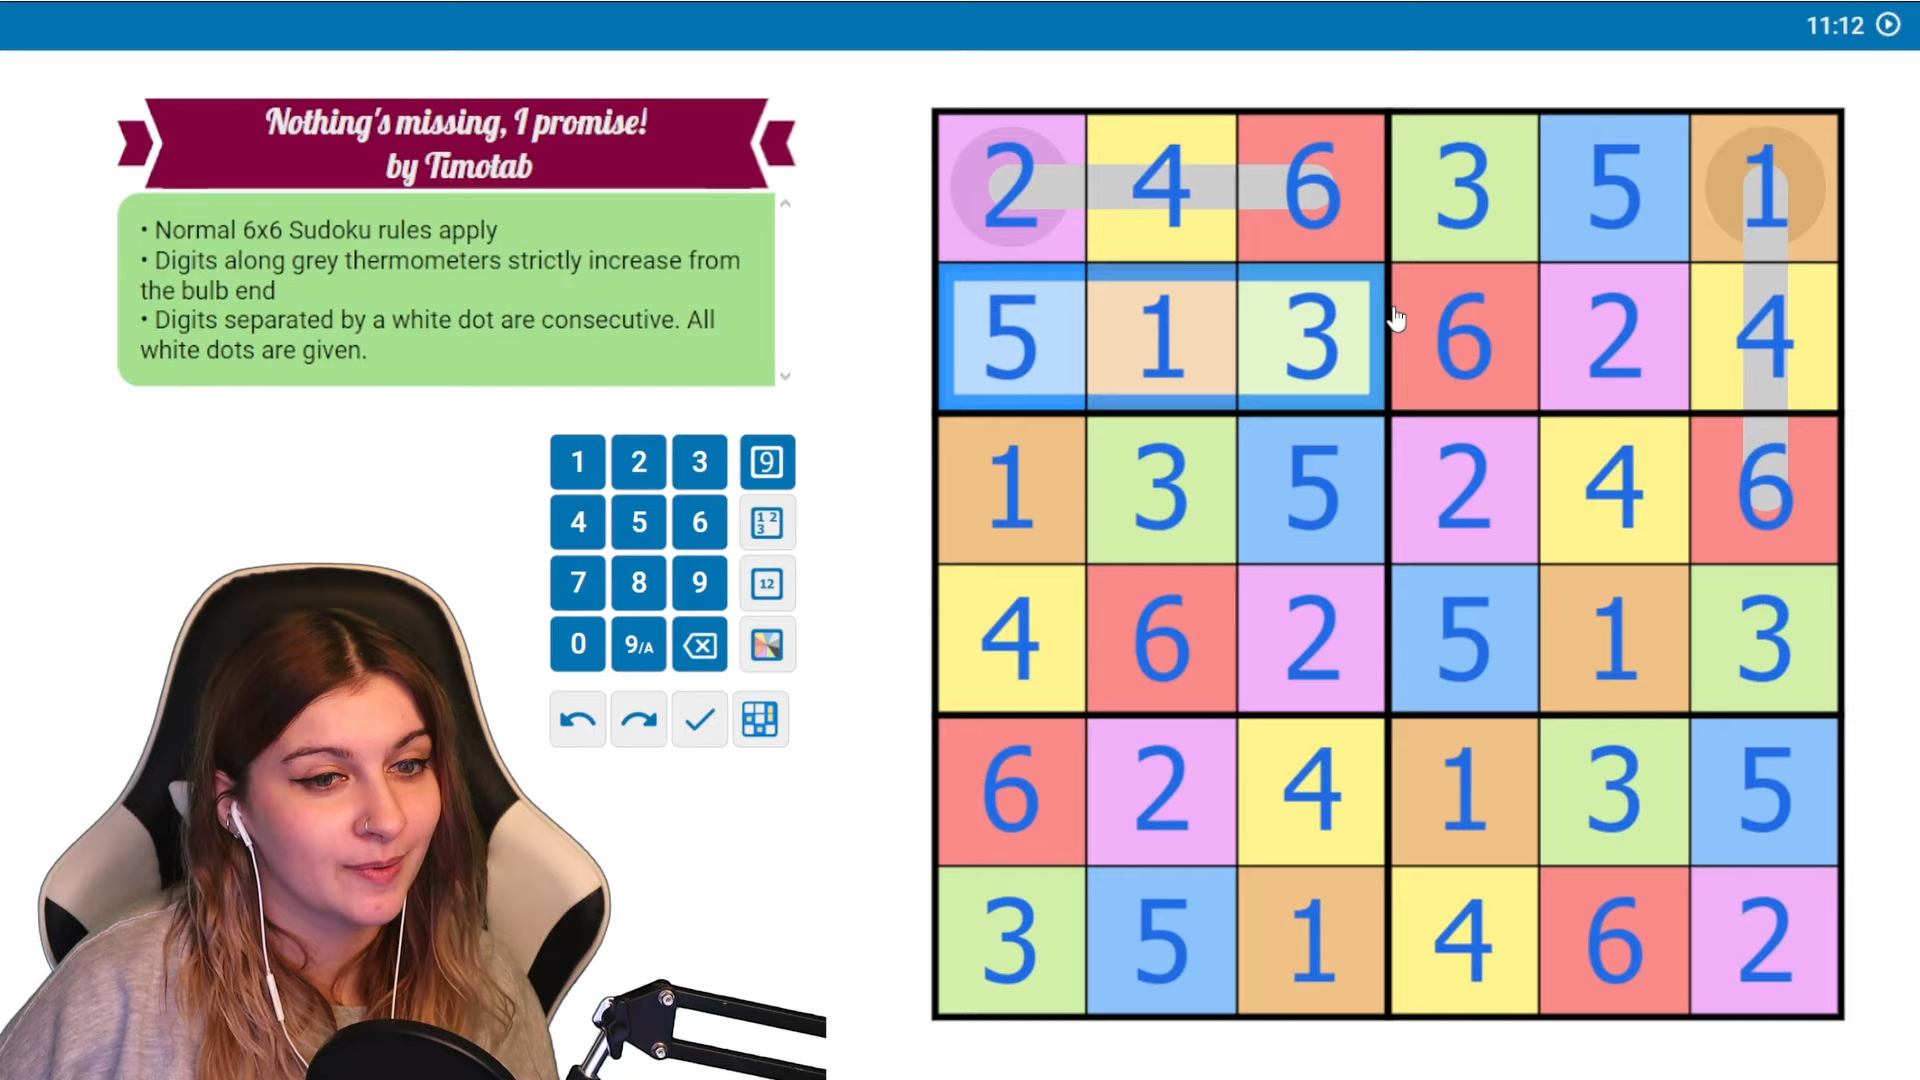 11:12
Nothing's missing, I promise!
by Timotab
• Normal 6x6 Sudoku rules apply
• Digits along grey thermometers strictly increase from
the bulb end
• Digits separated by a white dot are consecutive. All
white dots are given.
1 2 3 9
4 5 6 1 2 3
7 8 9 12
0 9/A
2 4 6 3 5 1
5 1 3 6 2 4
1 3 5 2 4 6
4 6 2 5 1 3
6 2 4 1 3 5
3 5 1 4 6 2